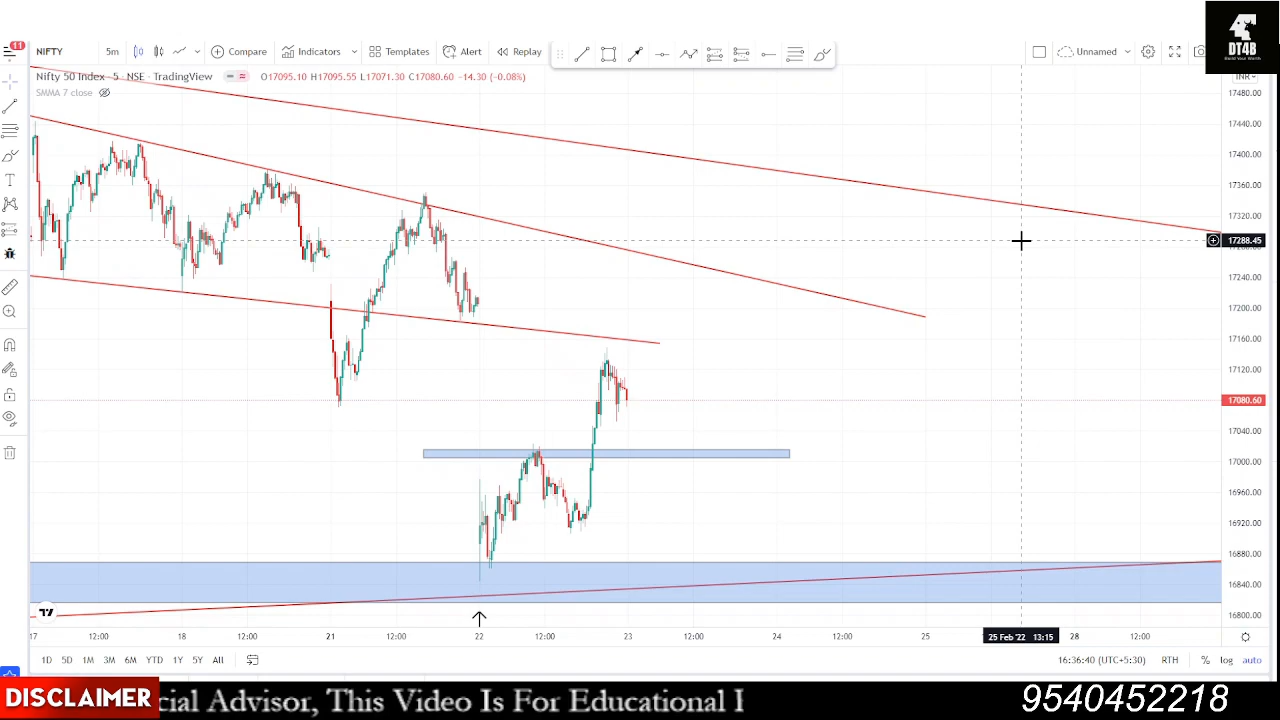 11
NIFTY 5m Compare Indicators Templates Alert Replay Unnamed
DT4B
Build Your Worth
Nifty 50 Index · 5 · NSE · TradingView O17095.10 H17095.55 L17071.30 C17080.60 −14.30 (−0.08%)
INR
SMMA 7 close
17480.00
17440.00
17400.00
17360.00
17320.00
17288.45
17240.00
17200.00
17160.00
17120.00
17080.60
17040.00
17000.00
16960.00
16920.00
16880.00
16840.00
16800.00
17 12:00 18 12:00 21 12:00 22 12:00 23 12:00 24 12:00 25 25 Feb '22 13:15 28 12:00
1D 5D 1M 3M 6M YTD 1Y 5Y All 16:36:40 (UTC+5:30) RTH % log auto
DISCLAIMER cial Advisor, This Video Is For Educational 9540452218